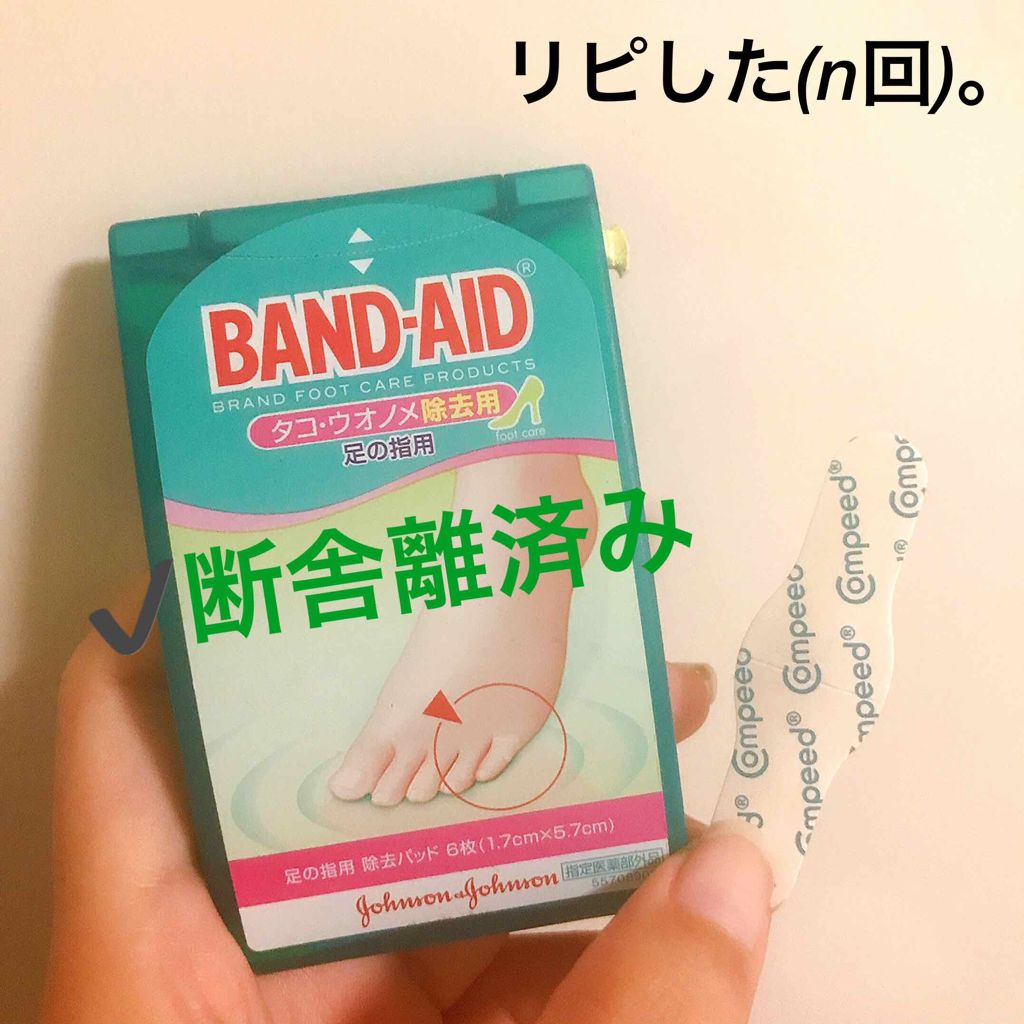 リピした(n回)。
BAND-AID®
BRAND FOOT CARE PRODUCTS
タコ・ウオノメ除去用
foot care
足の指用
✓断舎離済み
足の指用 除去パッド 6枚(1.7cm×5.7cm)
Johnson & Johnson
指定医薬部外品
Compeed®
Compeed®
Compeed®
Compeed®